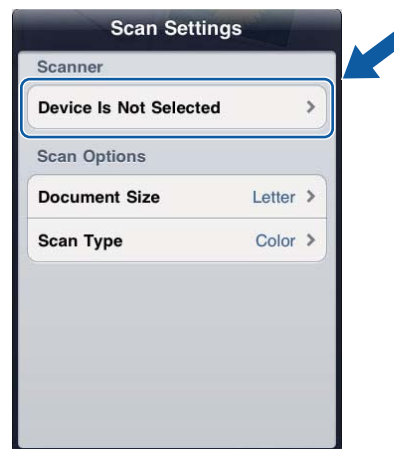 Scan Settings
Scanner
Device Is Not Selected
Scan Options
Document Size Letter
Scan Type Color